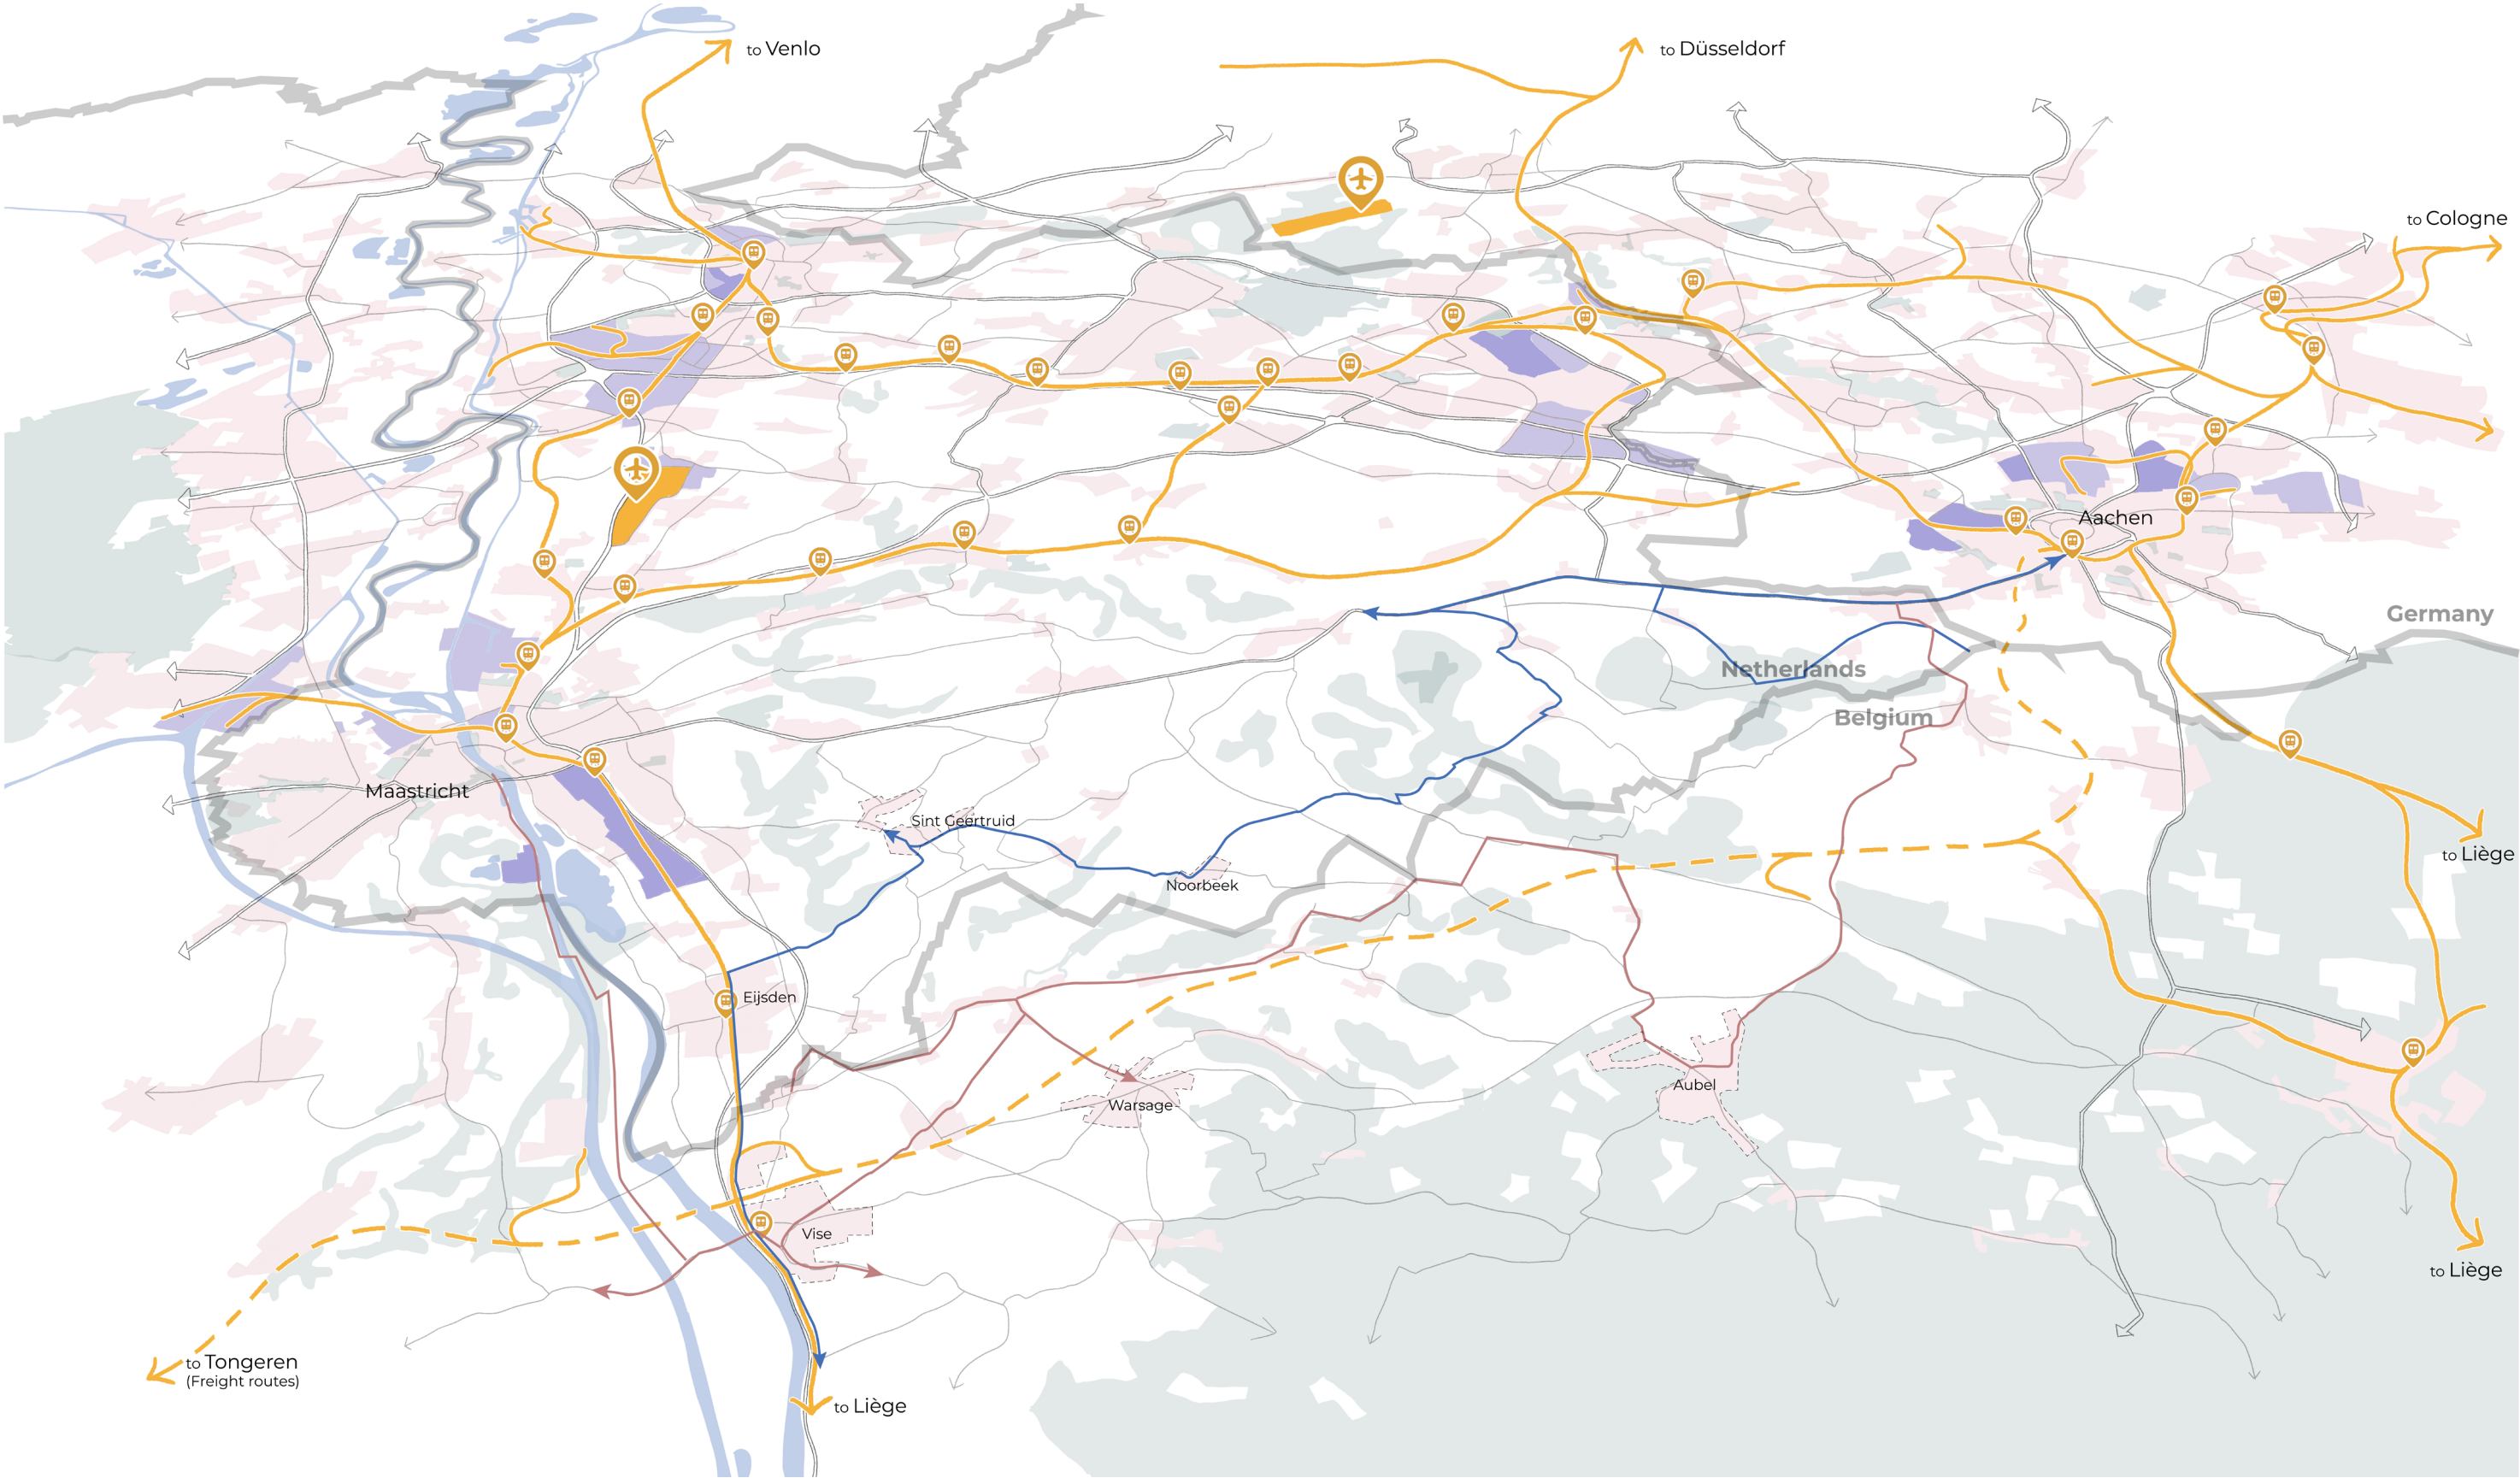 to Venlo
to Düsseldorf
to Cologne
Aachen
Germany
Netherlands
Belgium
Maastricht
Sint Geertruid
to Liège
Noorbeek
Eijsden
Aubel
Warsage
Vise
to Liège
to Tongeren
(Freight routes)
to Liège